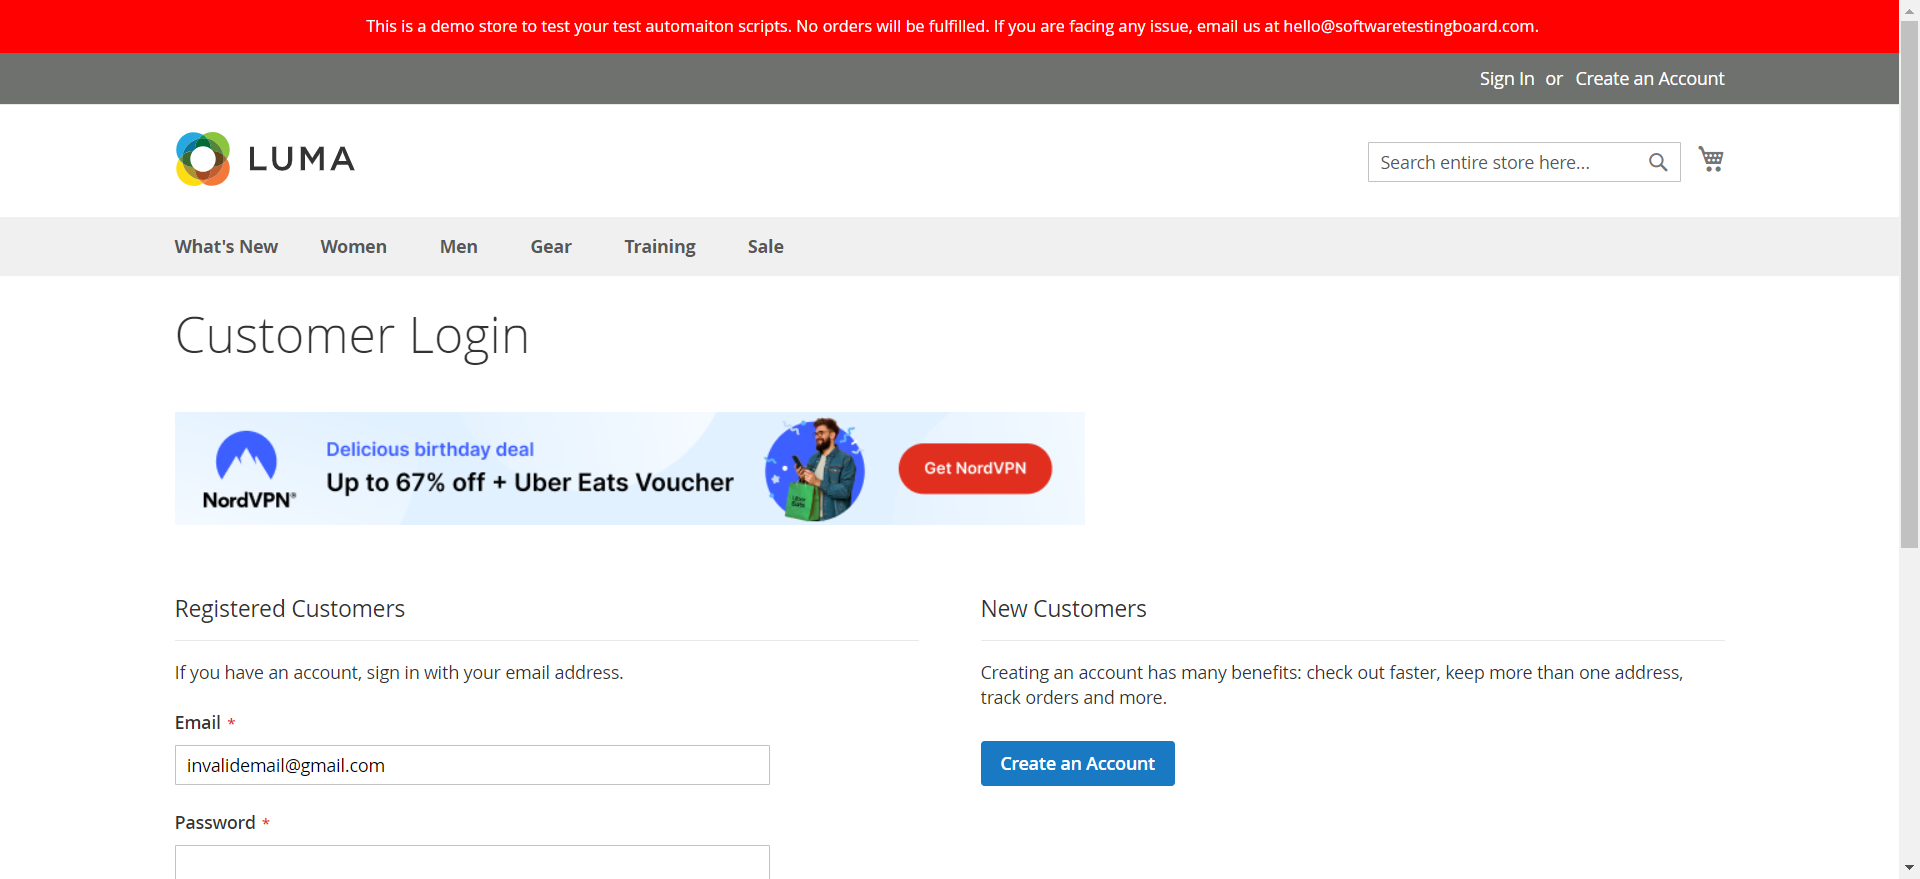 This is a demo store to test your test automaiton scripts. No orders will be fulfilled. If you are facing any issue, email us at hello@softwaretestingboard.com.
Sign In or Create an Account
LUMA
Search entire store here...
What's New Women Men Gear Training Sale
Customer Login
NordVPN®
Delicious birthday deal
Up to 67% off + Uber Eats Voucher
Uber
Eats
Get NordVPN
Registered Customers
If you have an account, sign in with your email address.
Email *
invalidemail@gmail.com
Password *
New Customers
Creating an account has many benefits: check out faster, keep more than one address,
track orders and more.
Create an Account